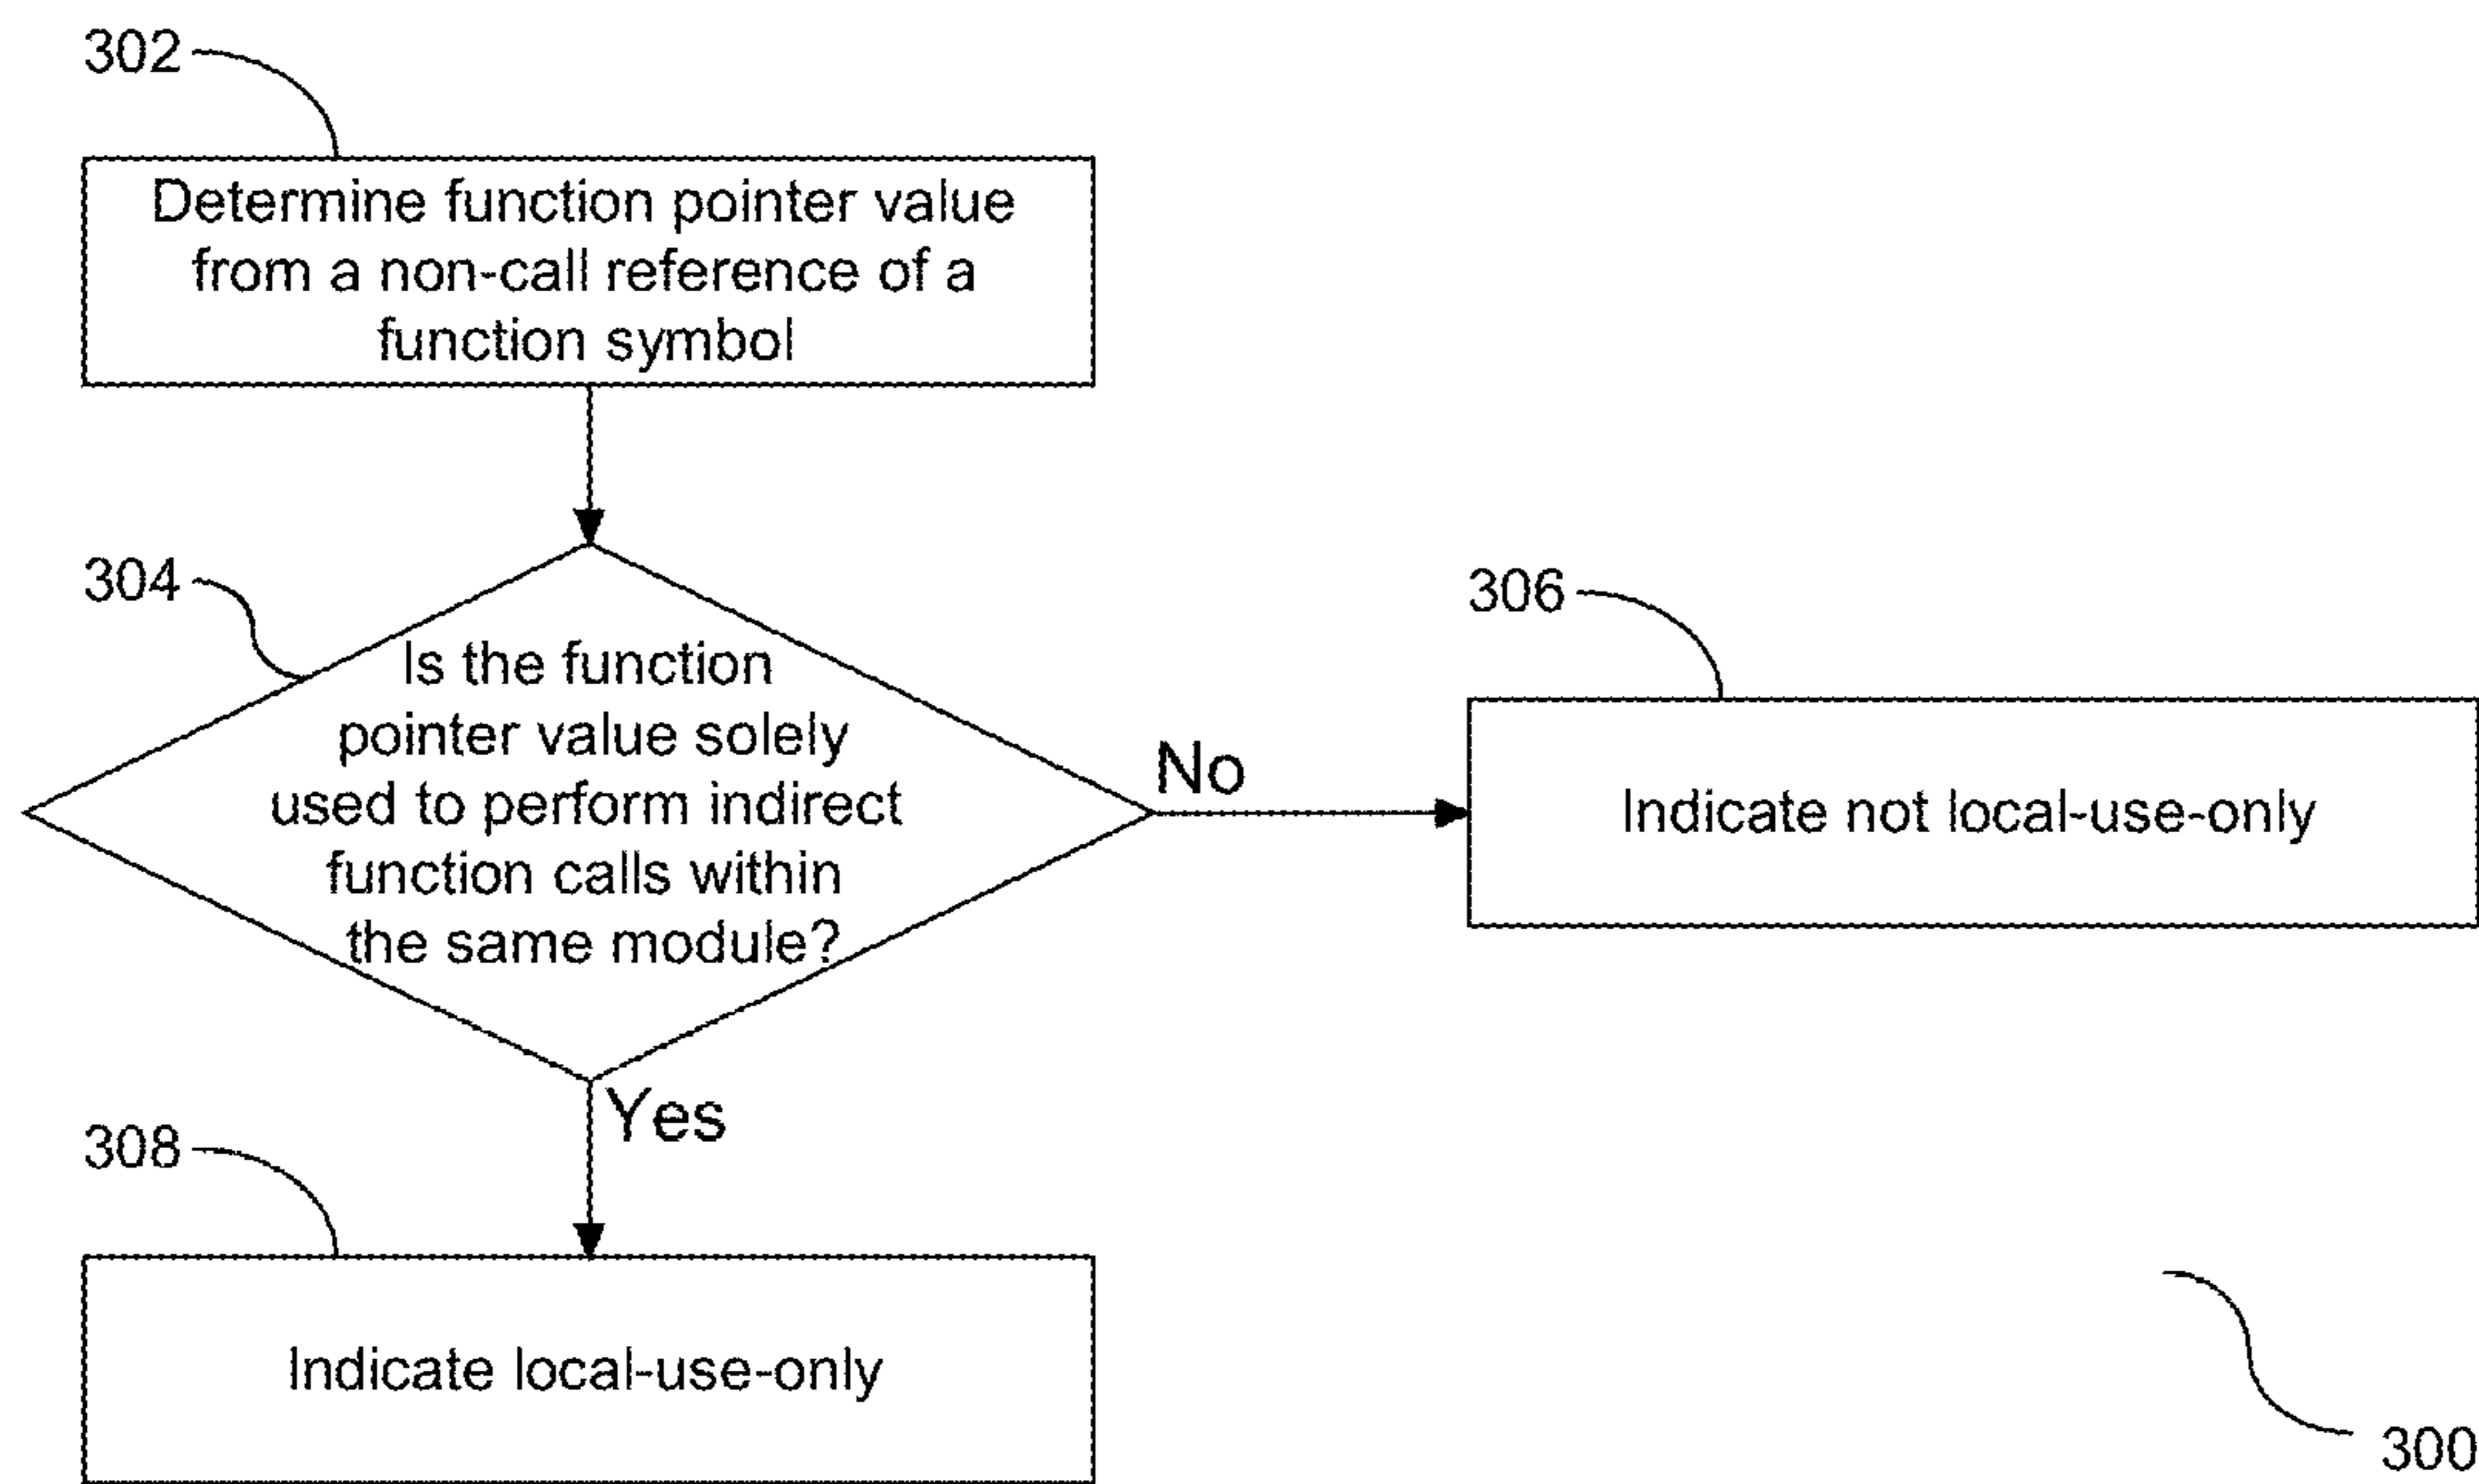 302
Determine function pointer value
from a non-call reference of a
function symbol
304
Is the function
pointer value solely
used to perform indirect
function calls within
the same module?
No
306
Indicate not local-use-only
Yes
308
Indicate local-use-only
300